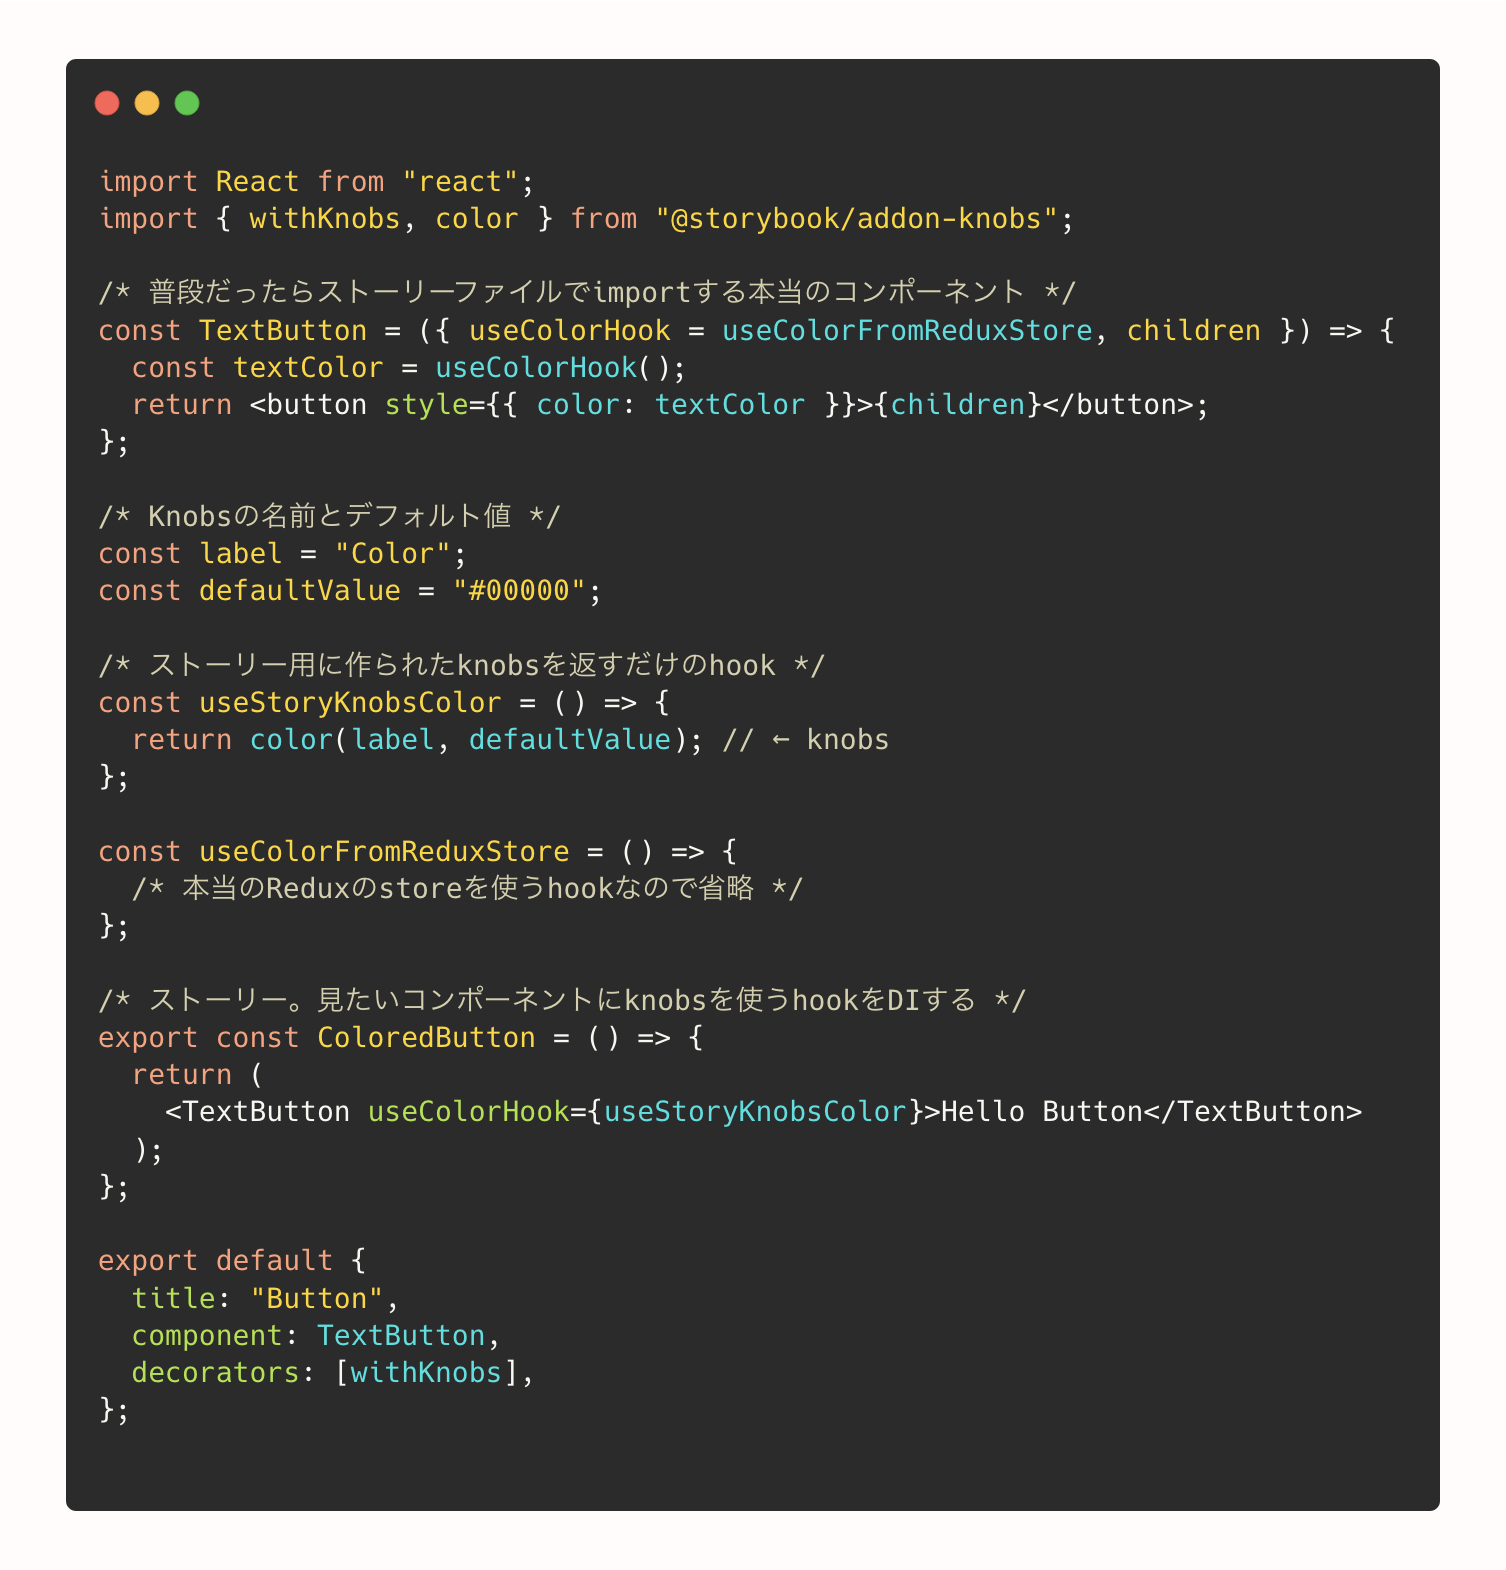 import React from "react";
import { withKnobs, color } from "@storybook/addon-knobs";

/* 普段だったらストーリーファイルでimportする本当のコンポーネント */
const TextButton = ({ useColorHook = useColorFromReduxStore, children }) => {
  const textColor = useColorHook();
  return <button style={{ color: textColor }}>{children}</button>;
};

/* Knobsの名前とデフォルト値 */
const label = "Color";
const defaultValue = "#00000";

/* ストーリー用に作られたknobsを返すだけのhook */
const useStoryKnobsColor = () => {
  return color(label, defaultValue); // ← knobs
};

const useColorFromReduxStore = () => {
  /* 本当のReduxのstoreを使うhookなので省略 */
};

/* ストーリー。見たいコンポーネントにknobsを使うhookをDIする */
export const ColoredButton = () => {
  return (
    <TextButton useColorHook={useStoryKnobsColor}>Hello Button</TextButton>
  );
};

export default {
  title: "Button",
  component: TextButton,
  decorators: [withKnobs],
};